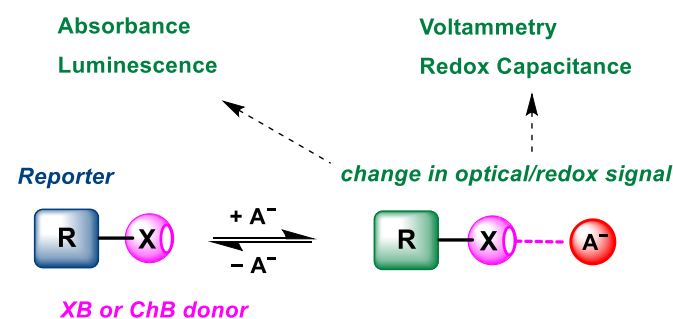 Absorbance
Luminescence
Voltammetry
Redox Capacitance
Reporter
change in optical/redox signal
R
X
+ A⁻
− A⁻
R
X
A⁻
XB or ChB donor